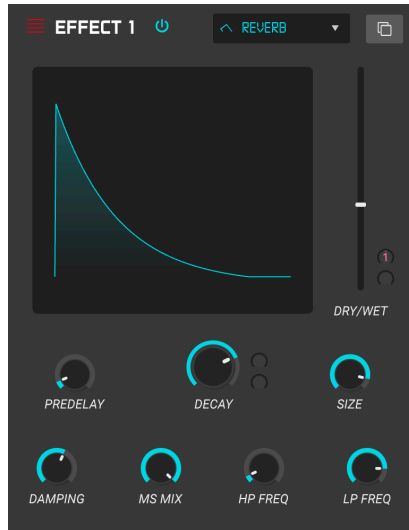 EFFECT 1
REVERB
1
DRY/WET
PREDELAY
DECAY
SIZE
DAMPING
MS MIX
HP FREQ
LP FREQ